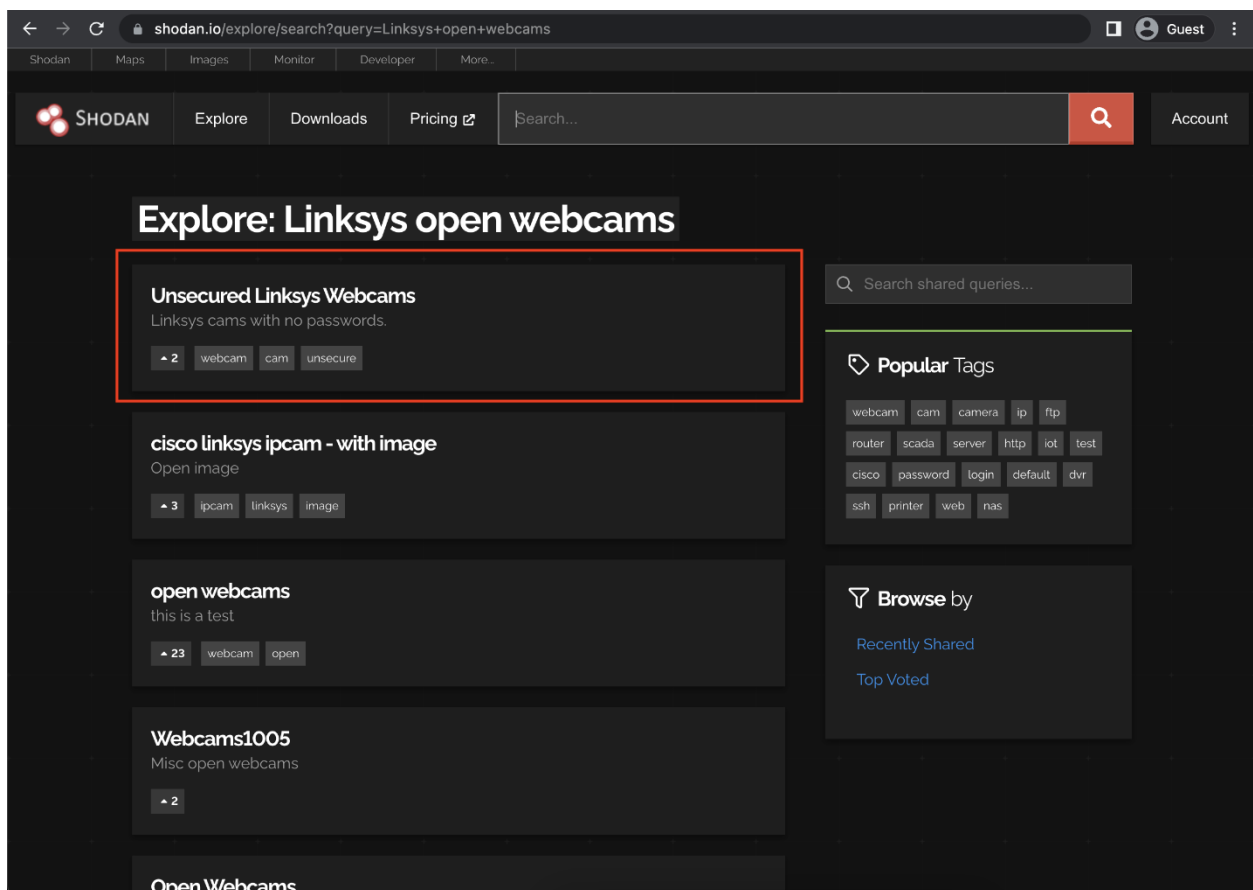 shodan.io/explore/search?query=Linksys+open+webcams
Guest
Shodan Maps Images Monitor Developer More...
SHODAN Explore Downloads Pricing Search... Account
Explore: Linksys open webcams
Unsecured Linksys Webcams
Linksys cams with no passwords.
2 webcam cam unsecure
cisco linksys ipcam - with image
Open image
3 ipcam linksys image
open webcams
this is a test
23 webcam open
Webcams1005
Misc open webcams
2
Open Webcams
Search shared queries...
Popular Tags
webcam cam camera ip ftp
router scada server http iot test
cisco password login default dvr
ssh printer web nas
Browse by
Recently Shared
Top Voted